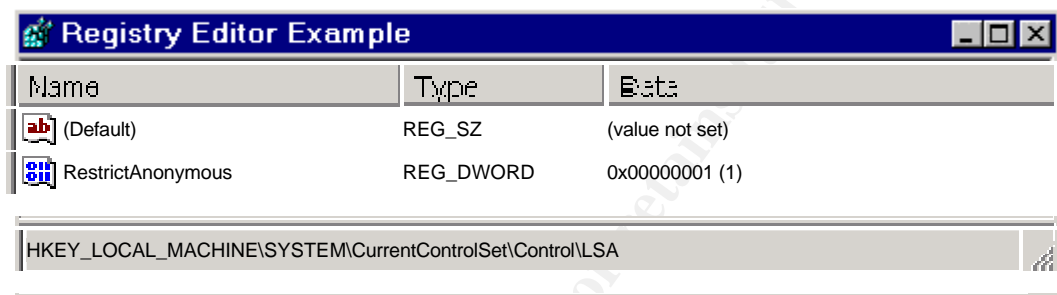 Registry Editor Example
Name Type Data
(Default) REG_SZ (value not set)
RestrictAnonymous REG_DWORD 0x00000001 (1)
HKEY_LOCAL_MACHINE\SYSTEM\CurrentControlSet\Control\LSA